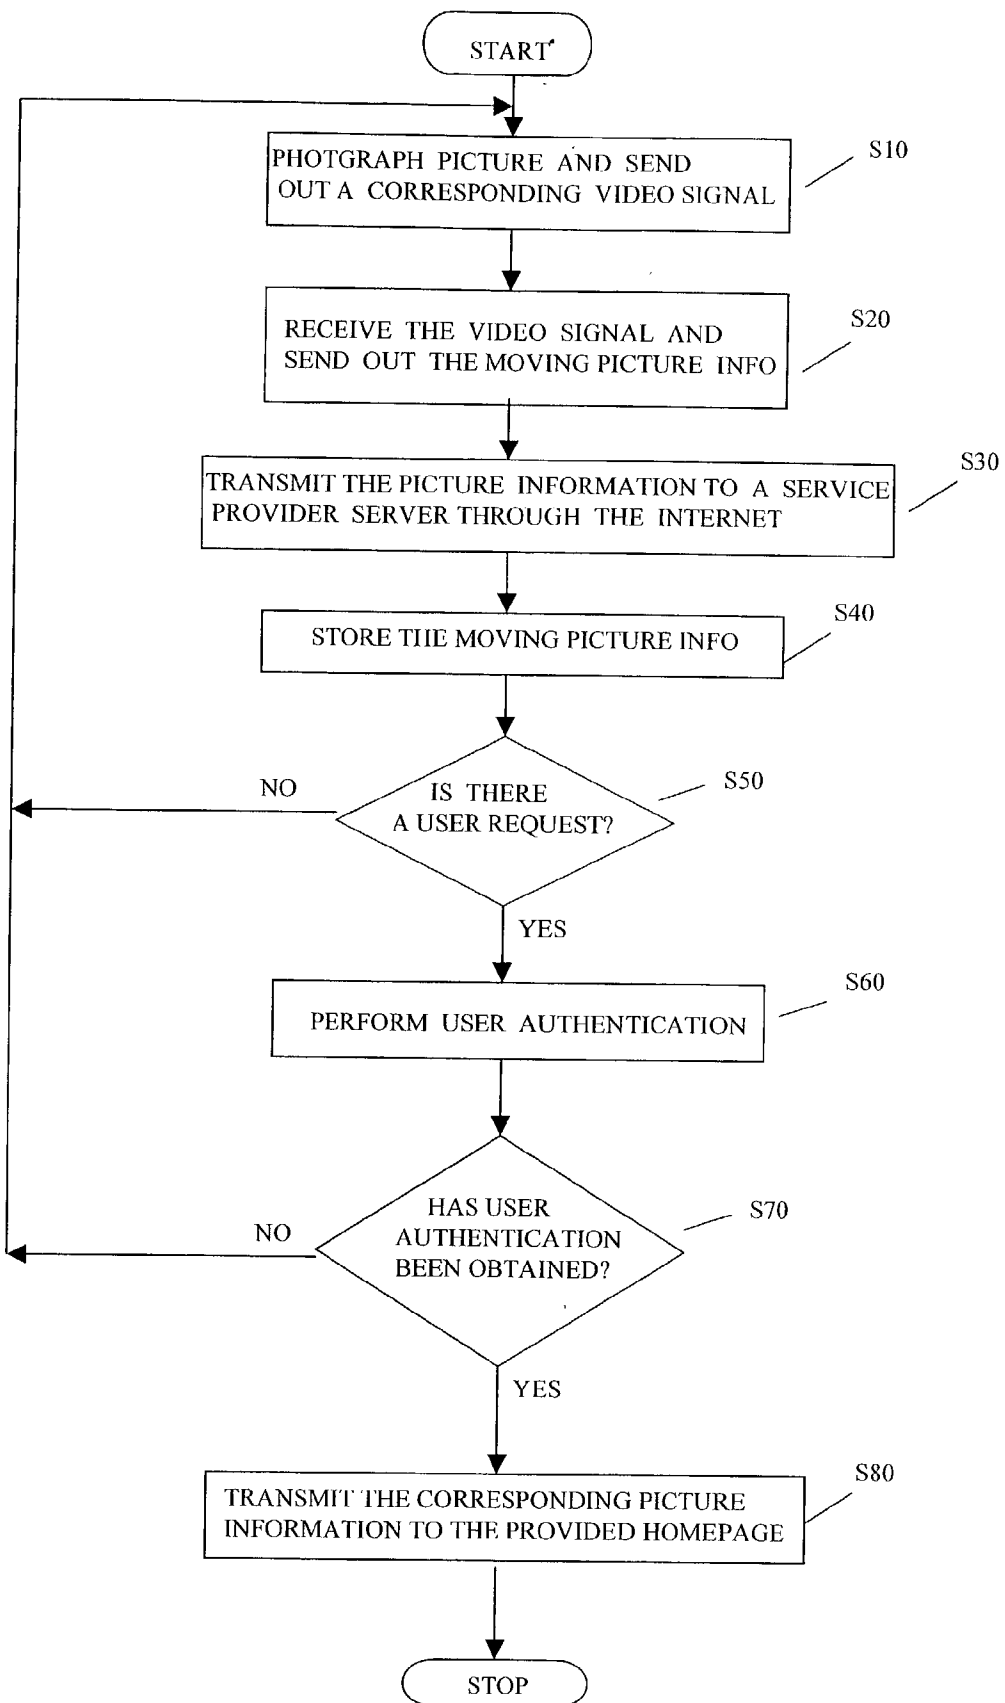 START
PHOTGRAPH PICTURE AND SEND
OUT A CORRESPONDING VIDEO SIGNAL
S10
RECEIVE THE VIDEO SIGNAL AND
SEND OUT THE MOVING PICTURE INFO
S20
TRANSMIT THE PICTURE INFORMATION TO A SERVICE
PROVIDER SERVER THROUGH THE INTERNET
S30
STORE THE MOVING PICTURE INFO
S40
IS THERE
A USER REQUEST?
S50
NO
YES
PERFORM USER AUTHENTICATION
S60
HAS USER
AUTHENTICATION
BEEN OBTAINED?
S70
NO
YES
TRANSMIT THE CORRESPONDING PICTURE
INFORMATION TO THE PROVIDED HOMEPAGE
S80
STOP